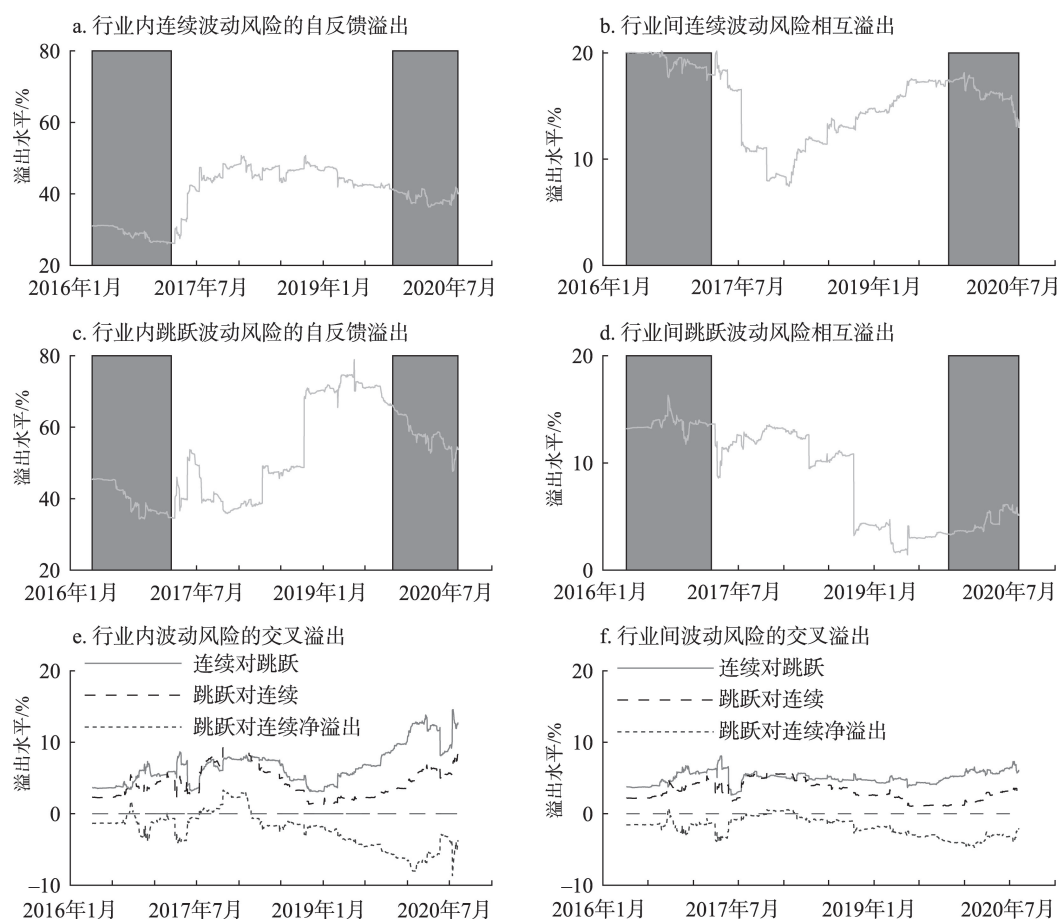 a. 行业内连续波动风险的自反馈溢出
80
60
40
20
溢出水平/%
2016年1月 2017年7月 2019年1月 2020年7月
b. 行业间连续波动风险相互溢出
20
10
0
溢出水平/%
2016年1月 2017年7月 2019年1月 2020年7月
c. 行业内跳跃波动风险的自反馈溢出
80
60
40
20
溢出水平/%
2016年1月 2017年7月 2019年1月 2020年7月
d. 行业间跳跃波动风险相互溢出
20
10
0
溢出水平/%
2016年1月 2017年7月 2019年1月 2020年7月
e. 行业内波动风险的交叉溢出
连续对跳跃
跳跃对连续
跳跃对连续净溢出
20
10
0
–10
溢出水平/%
2016年1月 2017年7月 2019年1月 2020年7月
f. 行业间波动风险的交叉溢出
连续对跳跃
跳跃对连续
跳跃对连续净溢出
20
10
0
–10
溢出水平/%
2016年1月 2017年7月 2019年1月 2020年7月